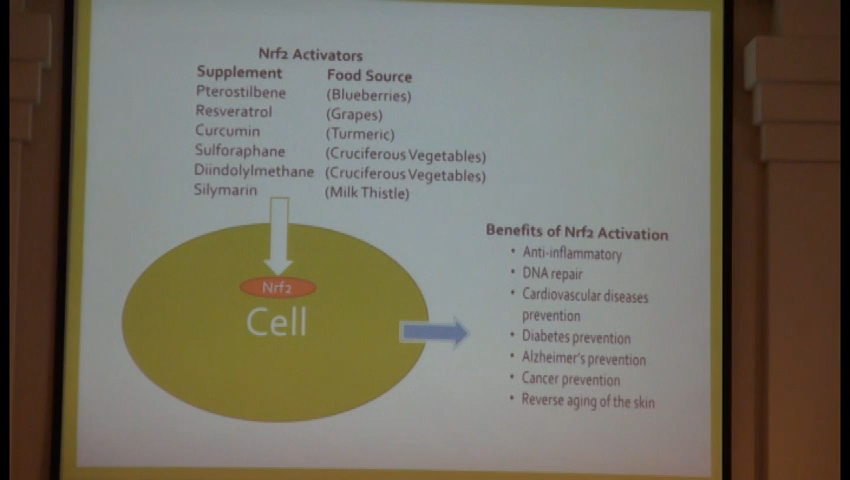 Nrf2 Activators
Supplement Food Source
Pterostilbene (Blueberries)
Resveratrol (Grapes)
Curcumin (Turmeric)
Sulforaphane (Cruciferous Vegetables)
Diindolylmethane (Cruciferous Vegetables)
Silymarin (Milk Thistle)
Nrf2
Cell
Benefits of Nrf2 Activation
• Anti-inflammatory
• DNA repair
• Cardiovascular diseases
prevention
• Diabetes prevention
• Alzheimer's prevention
• Cancer prevention
• Reverse aging of the skin